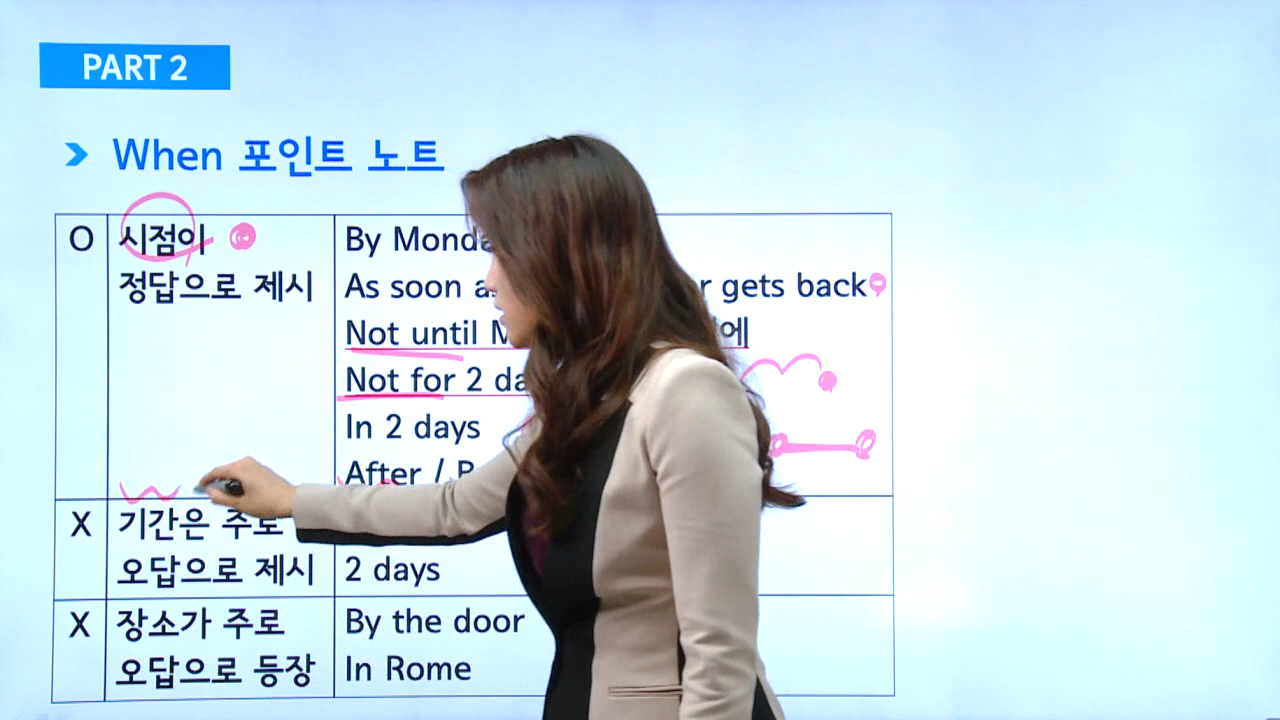 PART 2
When 포인트 노트
O 시점이 By
정답으로 제시 As soon gets back
Not until
Not for 2
In 2 days
After /
X 기간은 주로
오답으로 제시 2 days
X 장소가 주로 By the door
오답으로 등장 In Rome